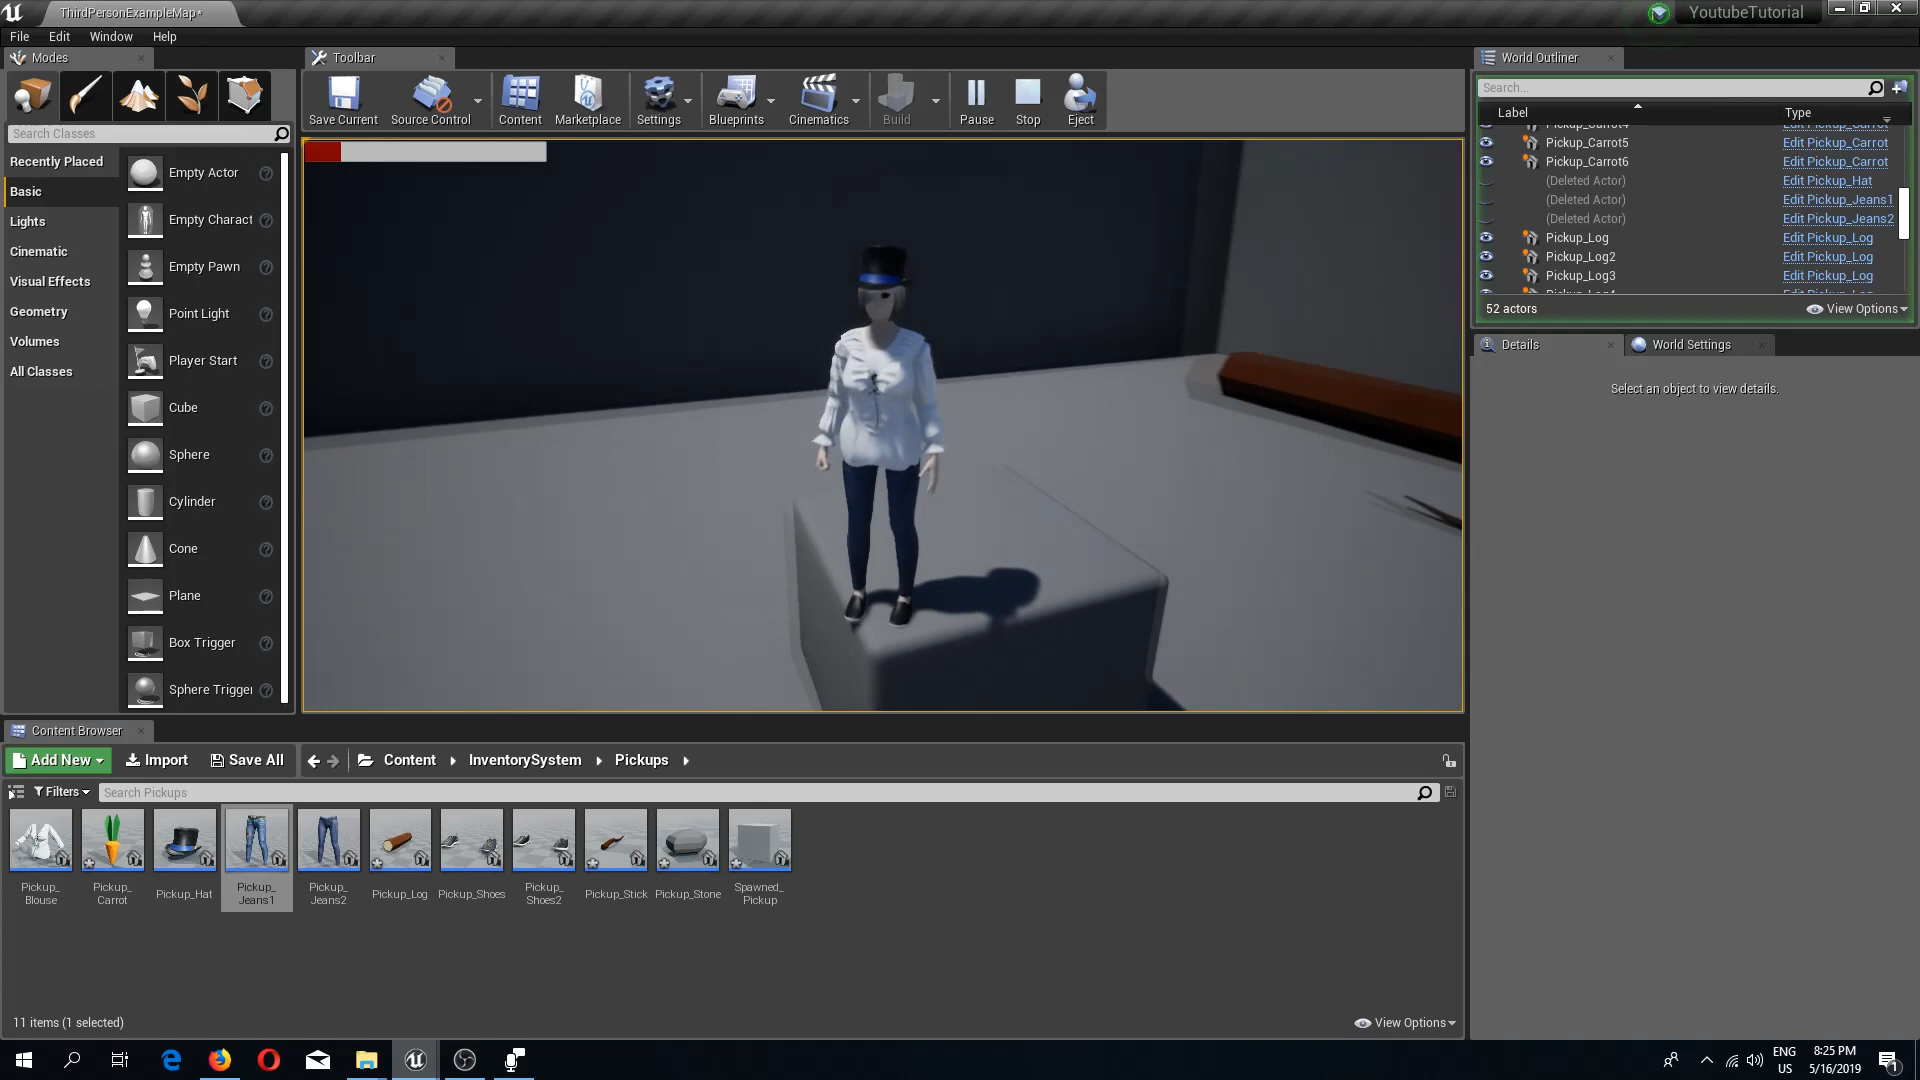 ThirdPersonExampleMap*
YoutubeTutorial
File Edit Window Help
Modes
Toolbar
World Outliner
Save Current Source Control Content Marketplace Settings Blueprints Cinematics Build Pause Stop Eject
Search...
Label Type
Search Classes
Recently Placed
Basic
Lights
Cinematic
Visual Effects
Geometry
Volumes
All Classes
Empty Actor
Empty Charact
Empty Pawn
Point Light
Player Start
Cube
Sphere
Cylinder
Cone
Plane
Box Trigger
Sphere Trigger
Pickup_Carrot4 Edit Pickup_Carrot
Pickup_Carrot5 Edit Pickup_Carrot
Pickup_Carrot6 Edit Pickup_Carrot
(Deleted Actor) Edit Pickup_Hat
(Deleted Actor) Edit Pickup_Jeans1
(Deleted Actor) Edit Pickup_Jeans2
Pickup_Log Edit Pickup_Log
Pickup_Log2 Edit Pickup_Log
Pickup_Log3 Edit Pickup_Log
Pickup_Log4 Edit Pickup_Log
52 actors View Options
Details World Settings
Select an object to view details.
Content Browser
Add New Import Save All Content InventorySystem Pickups
Filters Search Pickups
Pickup_
Blouse
Pickup_
Carrot
Pickup_Hat
Pickup_
Jeans1
Pickup_
Jeans2
Pickup_Log
Pickup_Shoes
Pickup_
Shoes2
Pickup_Stick
Pickup_Stone
Spawned_
Pickup
11 items (1 selected) View Options
ENG
US
8:25 PM
5/16/2019
1